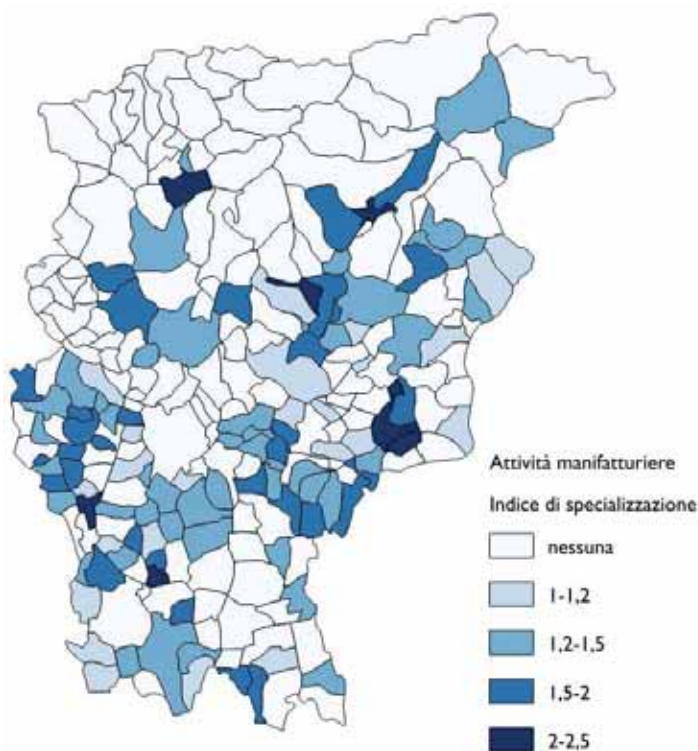 Attività manifatturiere
Indice di specializzazione
nessuna
1-1,2
1,2-1,5
1,5-2
2-2,5